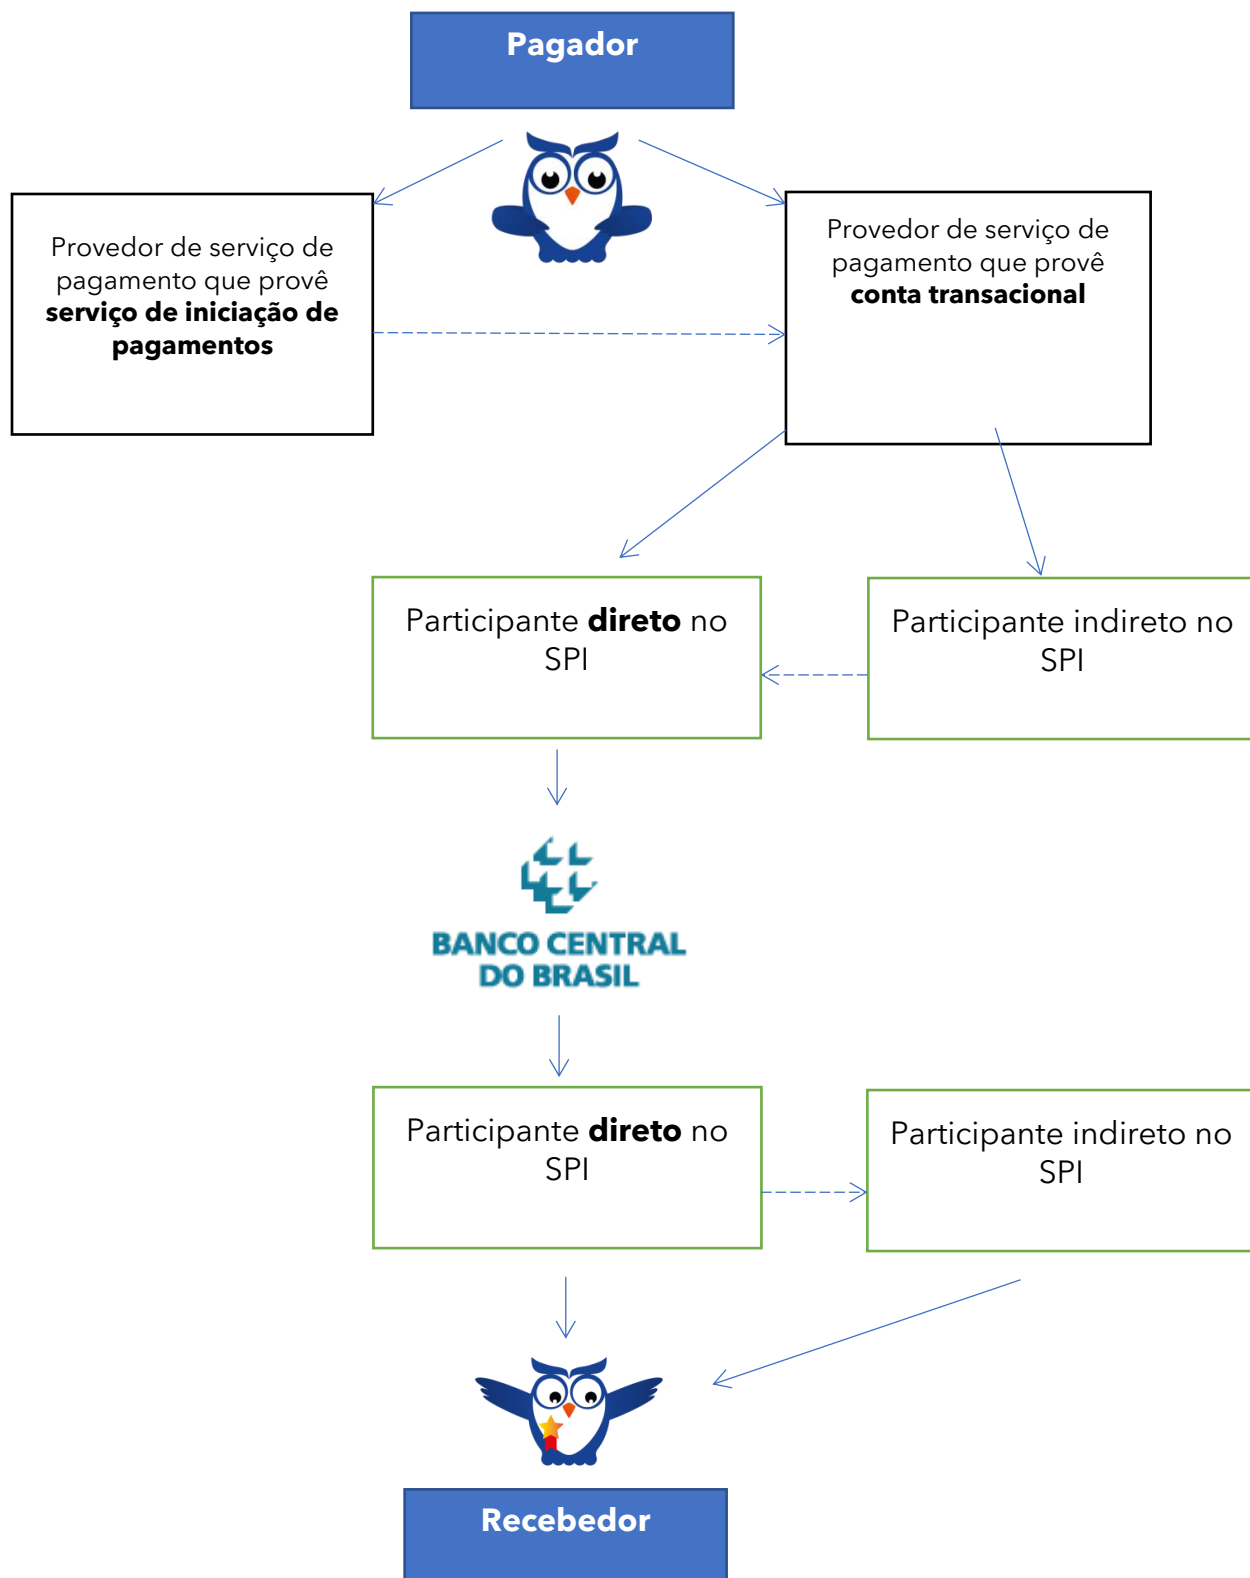 Pagador
Provedor de serviço de
pagamento que provê
serviço de iniciação de
pagamentos
Provedor de serviço de
pagamento que provê
conta transacional
Participante direto no
SPI
Participante indireto no
SPI
BANCO CENTRAL
DO BRASIL
Participante direto no
SPI
Participante indireto no
SPI
Recebedor